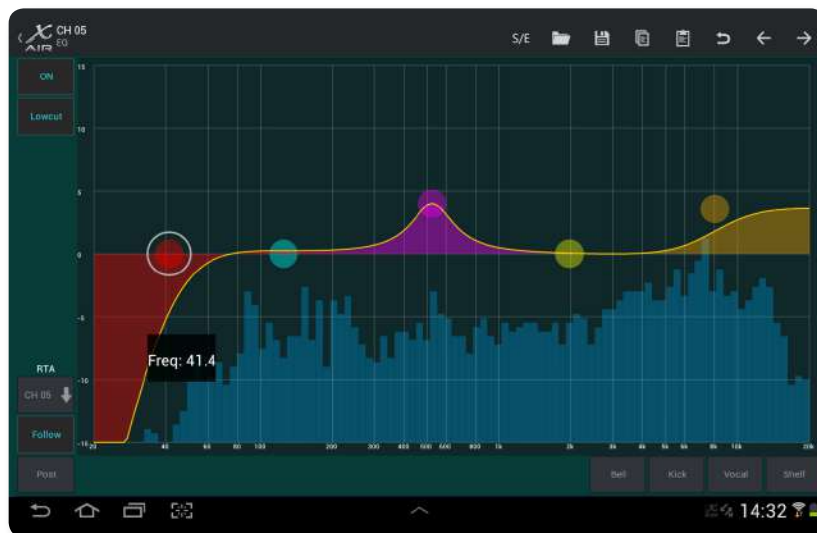 X AIR
CH 05
EQ
S/E
ON
Lowcut
15
10
5
0
-5
-10
-15
Freq: 41.4
RTA
CH 05
Follow
Post
20 40 60 80 100 200 300 400 500 600 800 1k 2k 3k 4k 5k 6k 8k 10k 20k
Bell
Kick
Vocal
Shelf
14:32